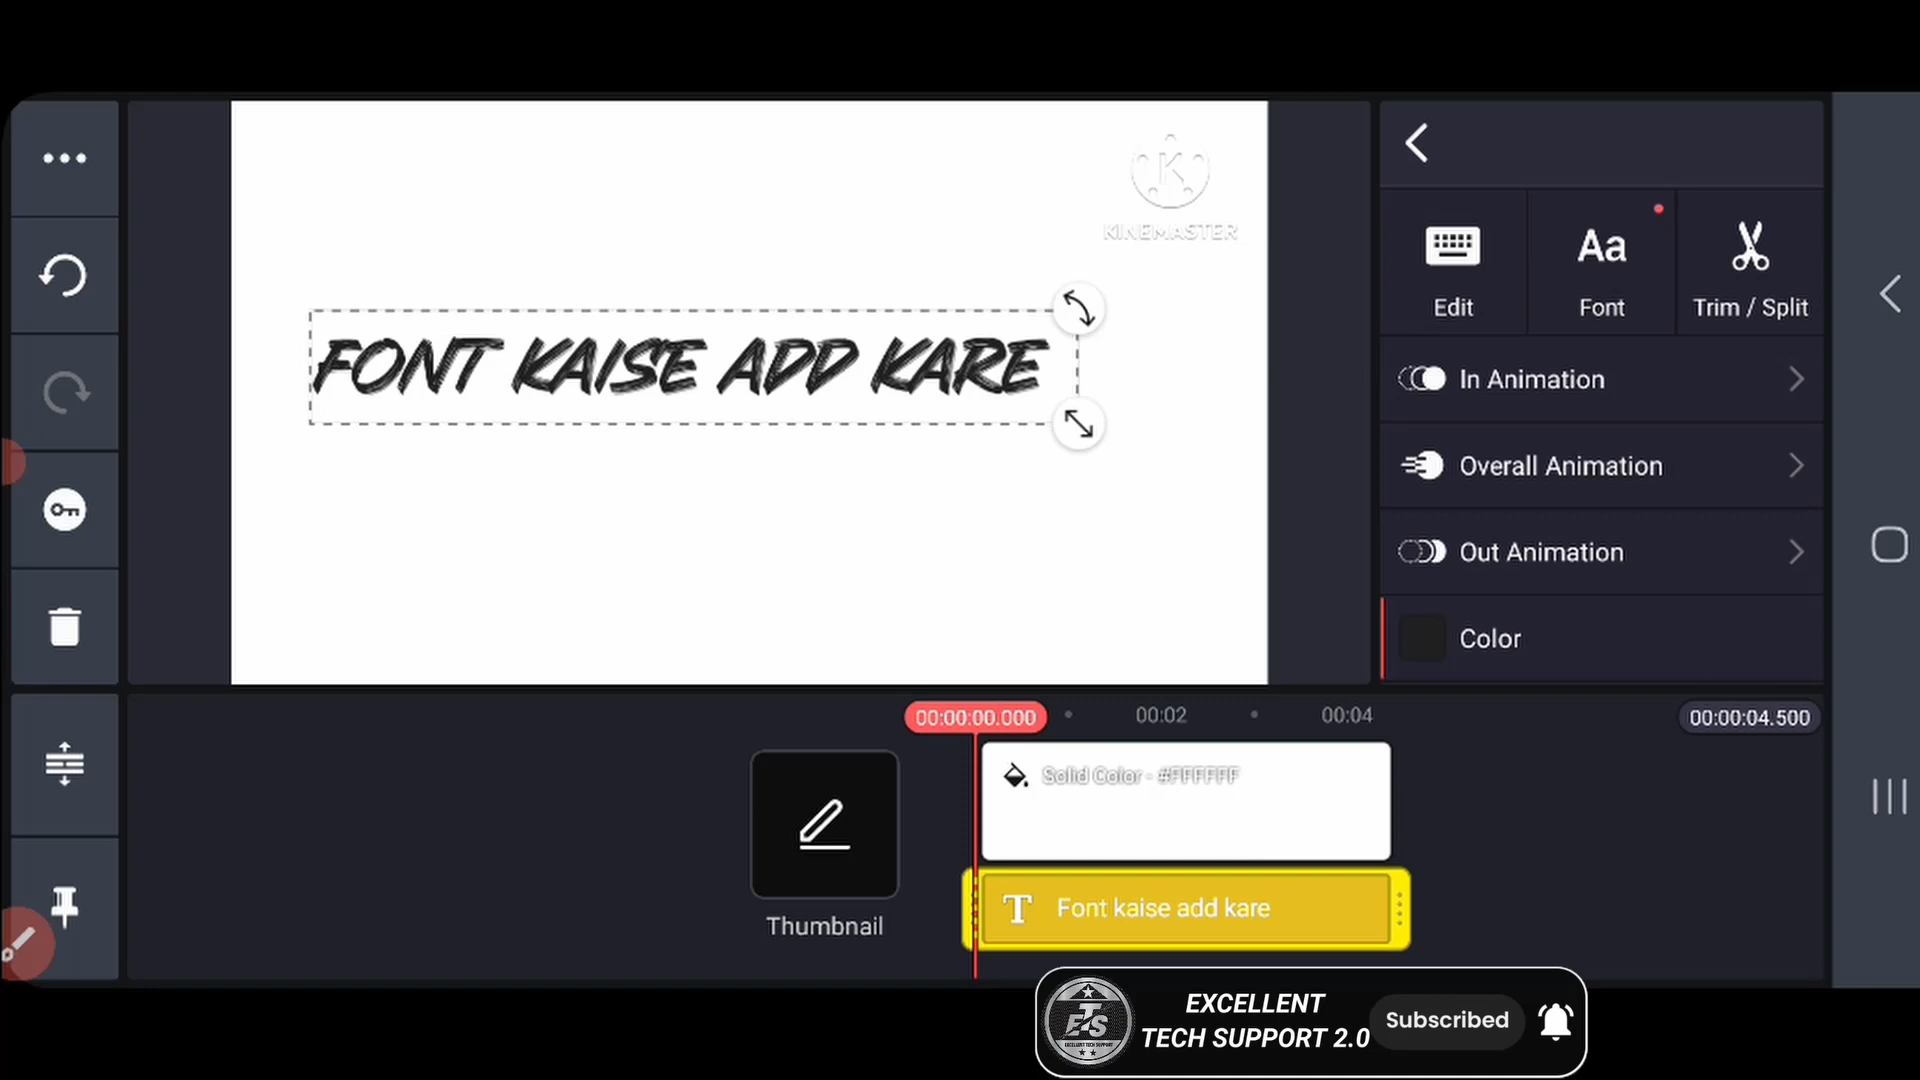 KINEMASTER
FONT KAISE ADD KARE
Edit
Font
Trim / Split
In Animation
Overall Animation
Out Animation
Color
00:00:00.000
00:02
00:04
00:00:04.500
Solid Color - #FFFFFF
Thumbnail
Font kaise add kare
EXCELLENT
TECH SUPPORT 2.0
Subscribed